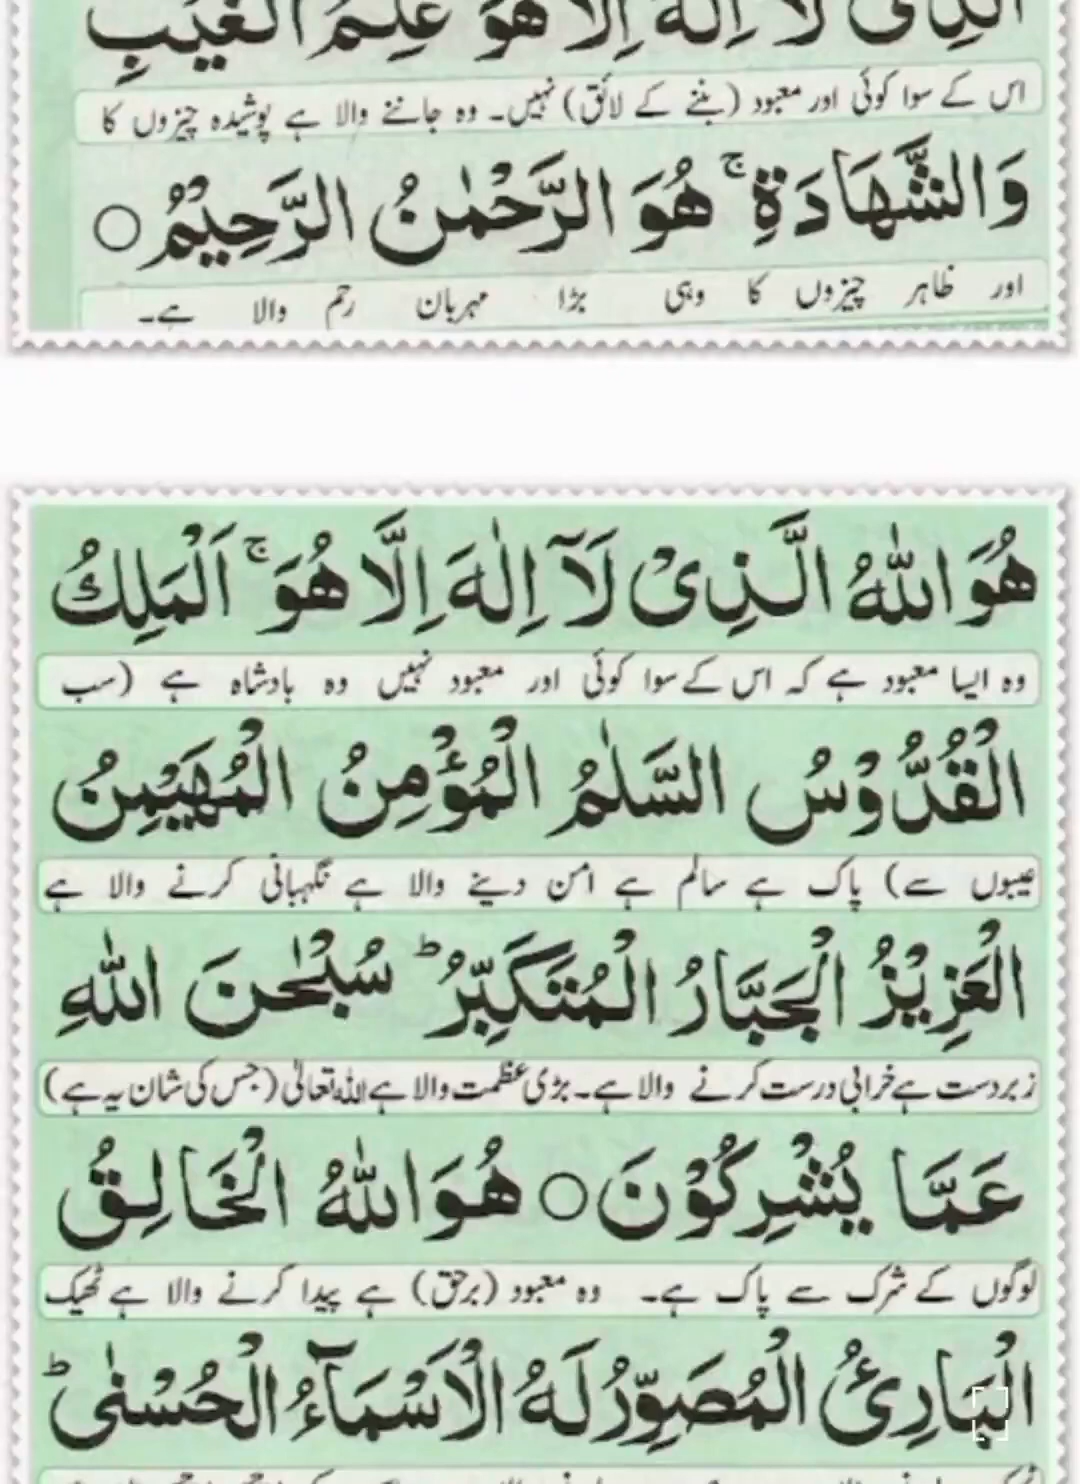 الَّذِىْ لَاۤ اِلٰهَ اِلَّا هُوَ عٰلِمُ الْغَيْبِ
اس کے سوا کوئی اور معبود (بننے کے لائق) نہیں۔ وہ جاننے والا ہے پوشیدہ چیزوں کا
وَالشَّهَادَةِ ۚ هُوَ الرَّحْمٰنُ الرَّحِيْمُ ○
اور ظاہر چیزوں کا وہی بڑا مہربان رحم والا ہے۔
هُوَ اللّٰهُ الَّذِىْ لَاۤ اِلٰهَ اِلَّا هُوَ ۚ اَلْمَلِكُ
وہ ایسا معبود ہے کہ اس کے سوا کوئی اور معبود نہیں وہ بادشاہ ہے (سب
الْقُدُّوْسُ السَّلٰمُ الْمُؤْمِنُ الْمُهَيْمِنُ
عیبوں سے) پاک ہے سالم ہے امن دینے والا ہے نگہبانی کرنے والا ہے
الْعَزِيْزُ الْجَبَّارُ الْمُتَكَبِّرُ ؕ سُبْحٰنَ اللّٰهِ
زبردست ہے خرابی درست کرنے والا ہے۔ بڑی عظمت والا ہے اللہ تعالیٰ (جس کی شان یہ ہے)
عَمَّا يُشْرِكُوْنَ ○ هُوَ اللّٰهُ الْخَالِقُ
لوگوں کے شرک سے پاک ہے۔ وہ معبود (برحق) ہے پیدا کرنے والا ہے ٹھیک
الْبَارِئُ الْمُصَوِّرُ لَهُ الْاَسْمَآءُ الْحُسْنٰى ؕ